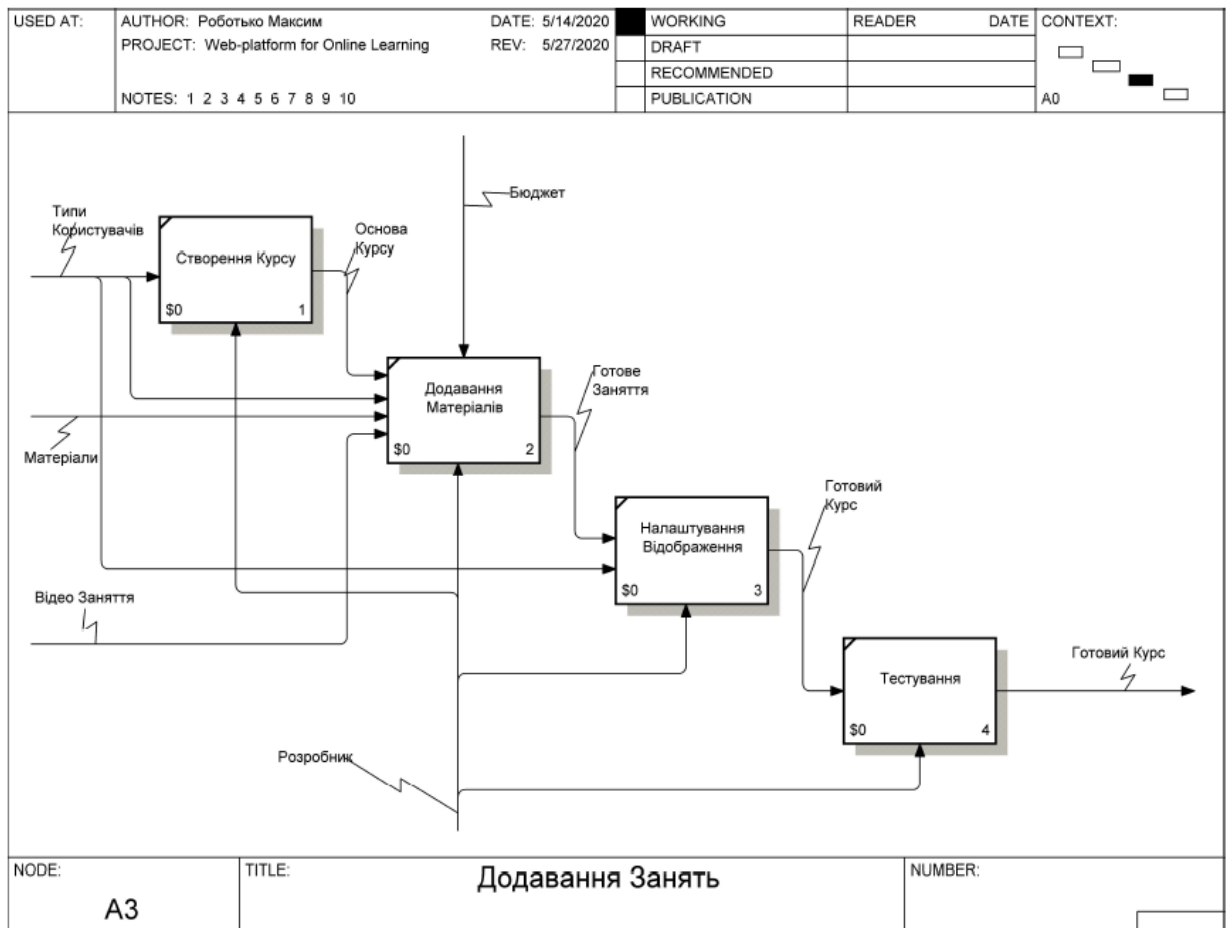 USED AT:
AUTHOR: Роботько Максим
DATE: 5/14/2020
PROJECT: Web-platform for Online Learning
REV: 5/27/2020
NOTES: 1 2 3 4 5 6 7 8 9 10
WORKING
DRAFT
RECOMMENDED
PUBLICATION
READER
DATE
CONTEXT:
A0
Бюджет
Типи
Користувачів
Створення Курсу
$0
1
Основа
Курсу
Додавання
Матеріалів
$0
2
Готове
Заняття
Матеріали
Готовий
Курс
Налаштування
Відображення
$0
3
Відео Заняття
Тестування
$0
4
Готовий Курс
Розробник
NODE:
A3
TITLE:
Додавання Занять
NUMBER: